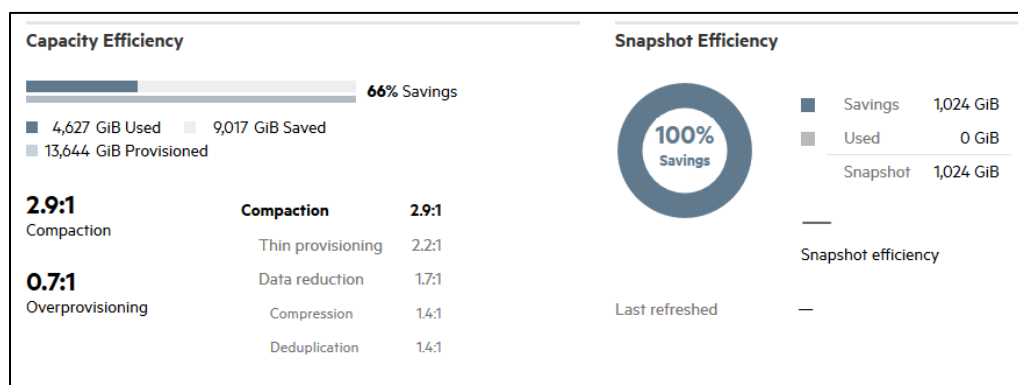 Capacity Efficiency
66% Savings
4,627 GiB Used 9,017 GiB Saved
13,644 GiB Provisioned
2.9:1
Compaction
0.7:1
Overprovisioning
Compaction 2.9:1
Thin provisioning 2.2:1
Data reduction 1.7:1
Compression 1.4:1
Deduplication 1.4:1
Snapshot Efficiency
100%
Savings
Savings 1,024 GiB
Used 0 GiB
Snapshot 1,024 GiB
—
Snapshot efficiency
Last refreshed —